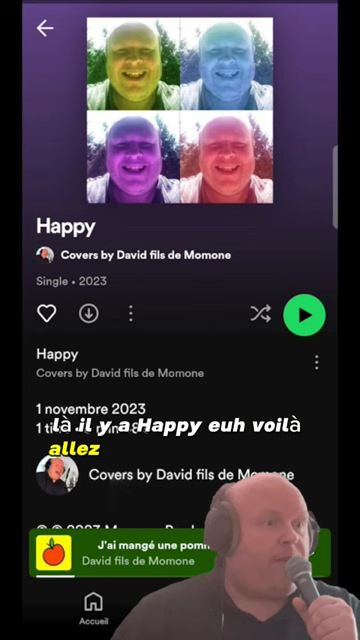 Happy
Covers by David fils de Momone
Single • 2023
Happy
Covers by David fils de Momone
1 novembre 2023
là il y a Happy euh voilà
allez
Covers by David fils de Momone
J'ai mangé une pomm
David fils de Momone
Accueil